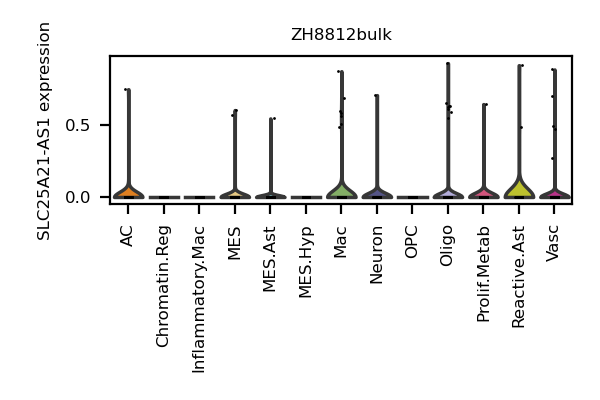 ZH8812bulk
SLC25A21-AS1 expression
0.5
0.0
AC
Chromatin.Reg
Inflammatory.Mac
MES
MES.Ast
MES.Hyp
Mac
Neuron
OPC
Oligo
Prolif.Metab
Reactive.Ast
Vasc